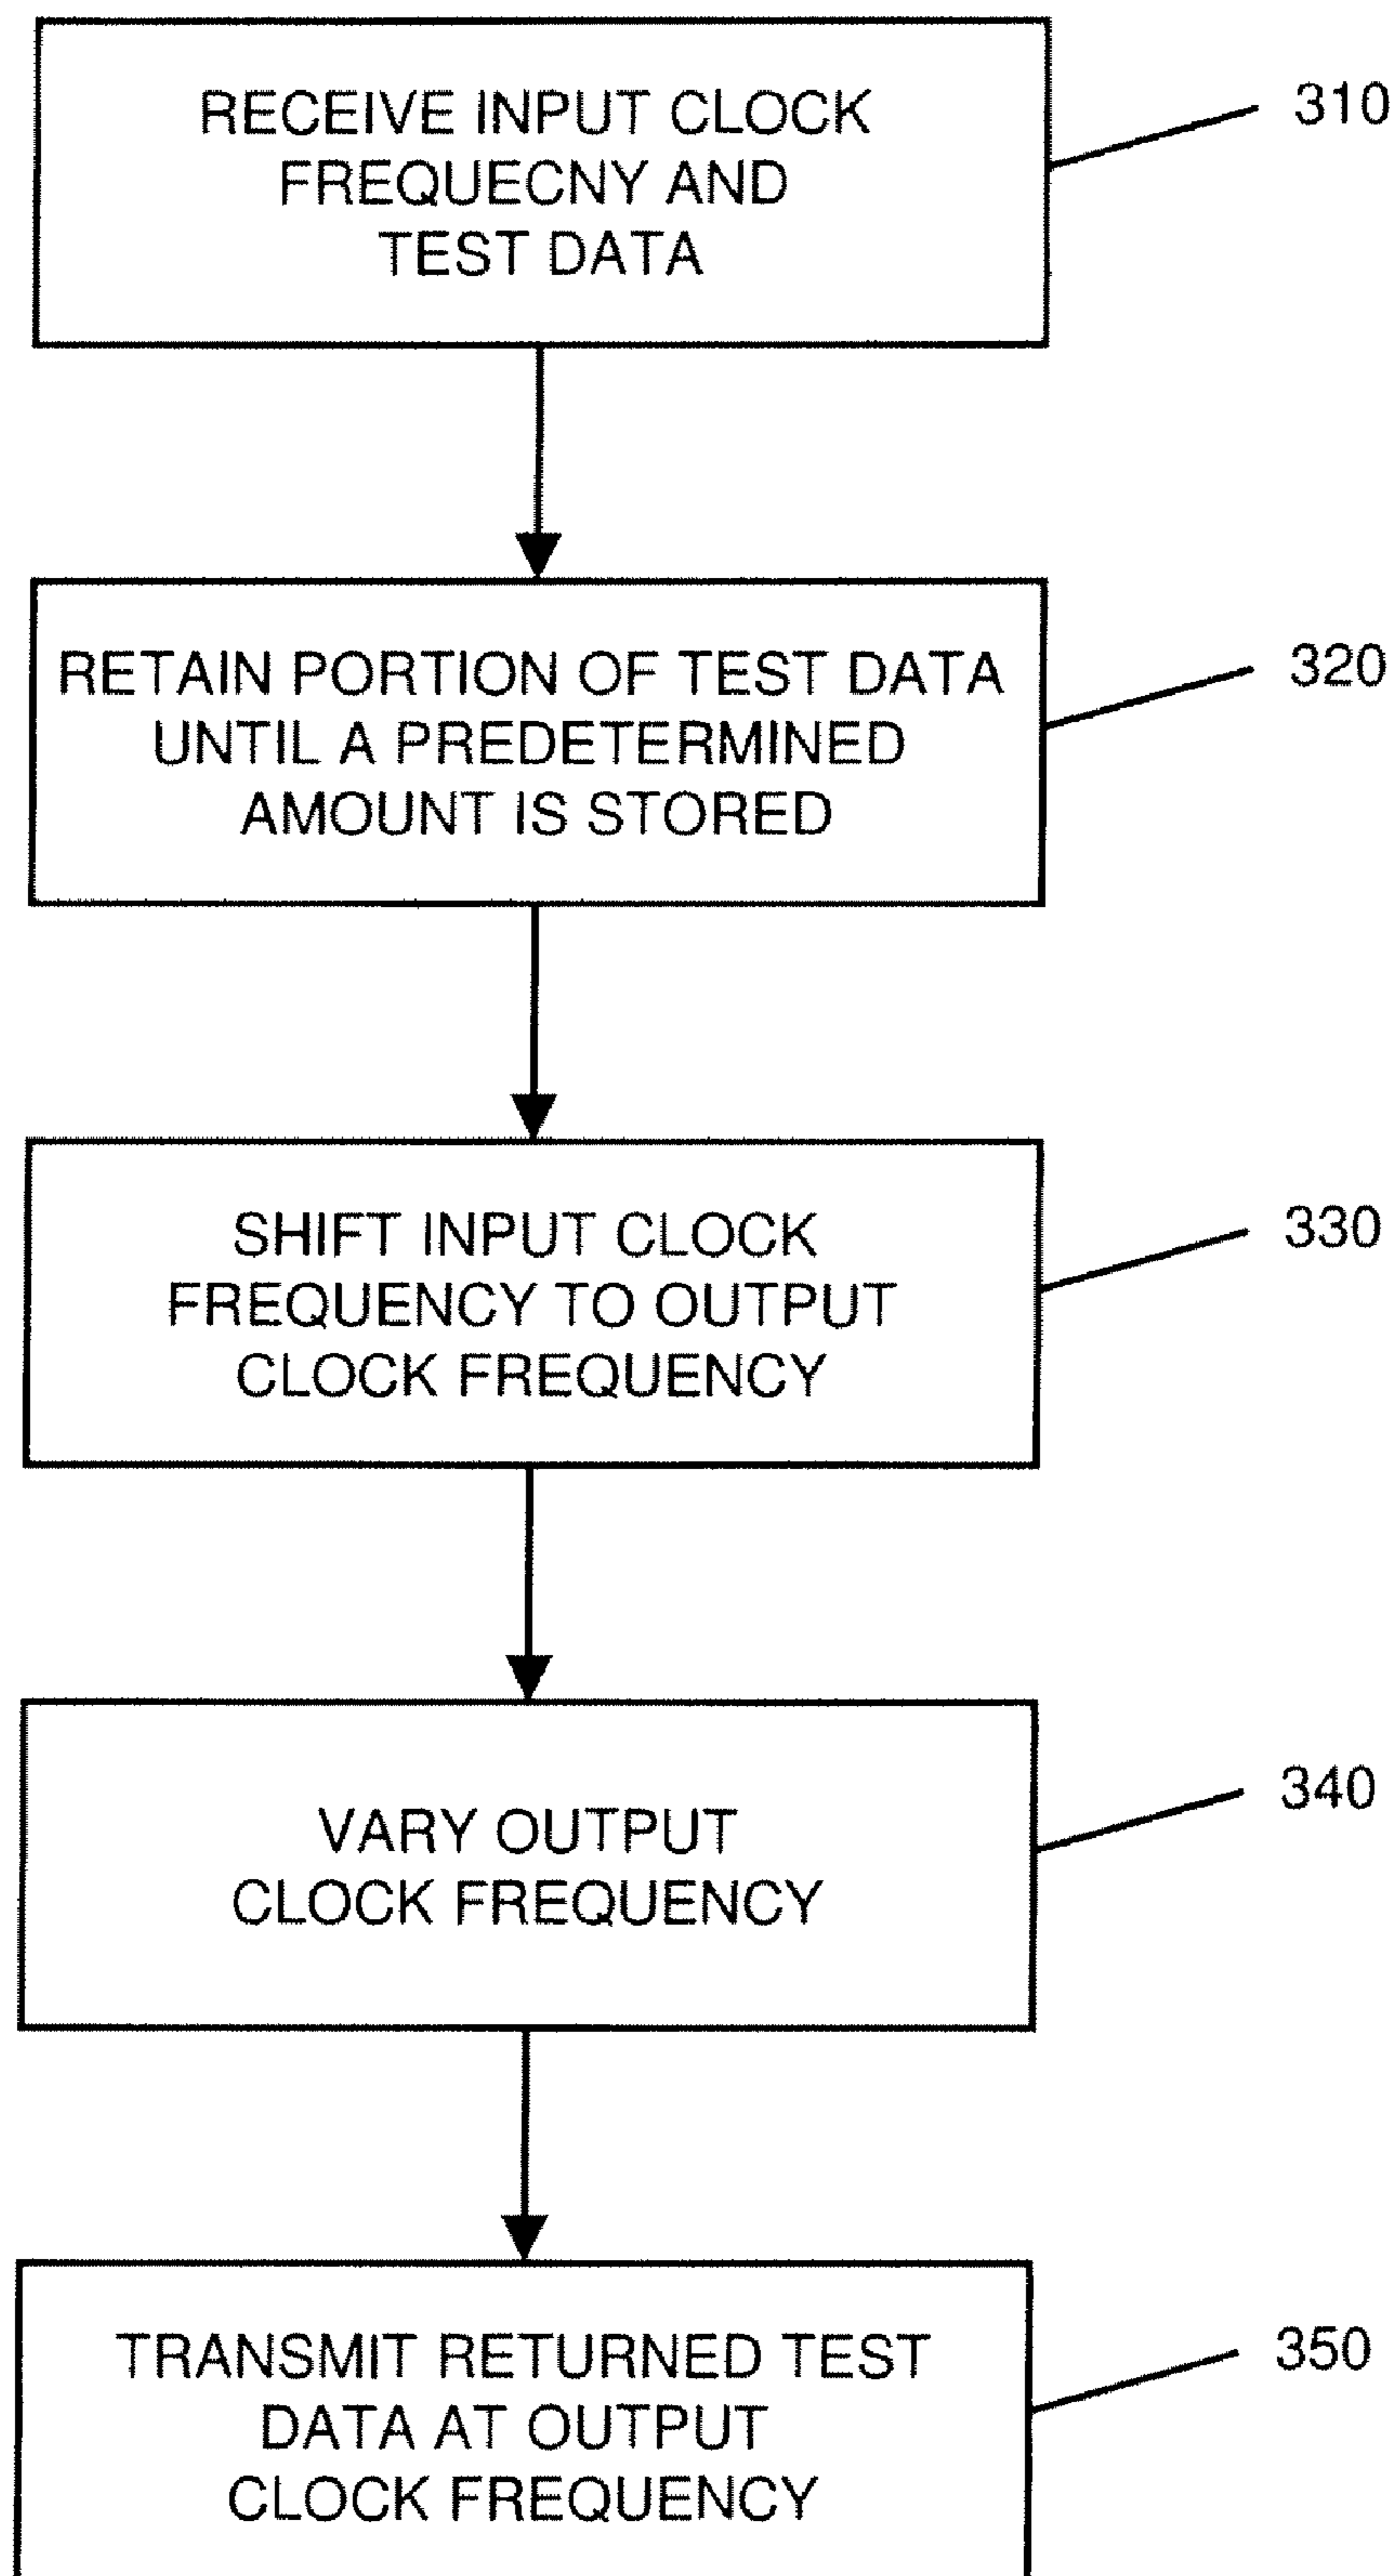 RECEIVE INPUT CLOCK
FREQUECNY AND
TEST DATA
310
RETAIN PORTION OF TEST DATA
UNTIL A PREDETERMINED
AMOUNT IS STORED
320
SHIFT INPUT CLOCK
FREQUENCY TO OUTPUT
CLOCK FREQUENCY
330
VARY OUTPUT
CLOCK FREQUENCY
340
TRANSMIT RETURNED TEST
DATA AT OUTPUT
CLOCK FREQUENCY
350